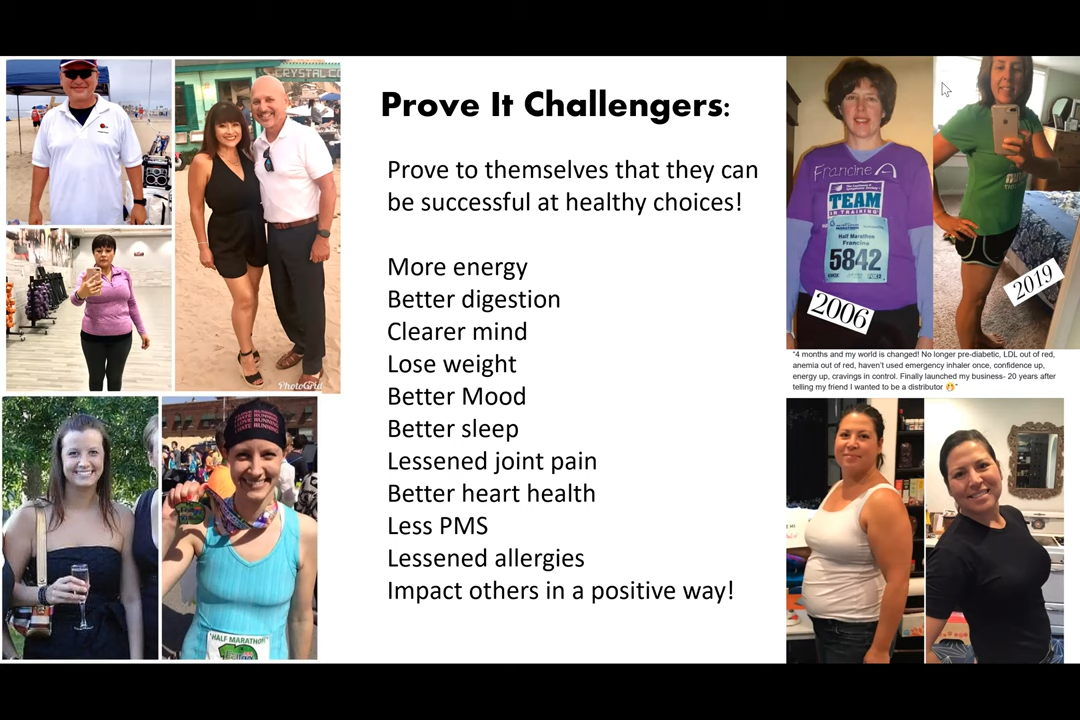 CRYSTAL CO
PhotoGrid
HALF MARATHON
Prove It Challengers:
Prove to themselves that they can
be successful at healthy choices!
More energy
Better digestion
Clearer mind
Lose weight
Better Mood
Better sleep
Lessened joint pain
Better heart health
Less PMS
Lessened allergies
Impact others in a positive way!
Francine A
TEAM
IN TRAINING
Half Marathon
Francine
5842
2006
2019
"4 months and my world is changed! No longer pre-diabetic, LDL out of red,
anemia out of red, haven't used emergency inhaler once, confidence up,
energy up, cravings in control. Finally launched my business- 20 years after
telling my friend I wanted to be a distributor 🤭"